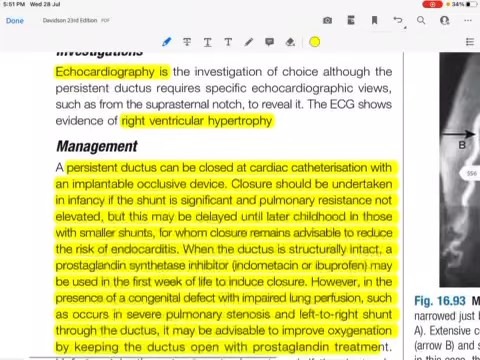 5:51 PM Wed 28 Jul
34%
Done
Davidson 23rd Edition
Investigations
Echocardiography is the investigation of choice although the
persistent ductus requires specific echocardiographic views,
such as from the suprasternal notch, to reveal it. The ECG shows
evidence of right ventricular hypertrophy
Management
A persistent ductus can be closed at cardiac catheterisation with
an implantable occlusive device. Closure should be undertaken
in infancy if the shunt is significant and pulmonary resistance not
elevated, but this may be delayed until later childhood in those
with smaller shunts, for whom closure remains advisable to reduce
the risk of endocarditis. When the ductus is structurally intact, a
prostaglandin synthetase inhibitor (indometacin or ibuprofen) may
be used in the first week of life to induce closure. However, in
the presence of a congenital defect with impaired lung perfusion, such
as occurs in severe pulmonary stenosis and left-to-right shunt
through the ductus, it may be advisable to improve oxygenation
by keeping the ductus open with prostaglandin treatment.
B
556
Fig. 16.93 M
narrowed just b
A). Extensive c
(arrow B) and s